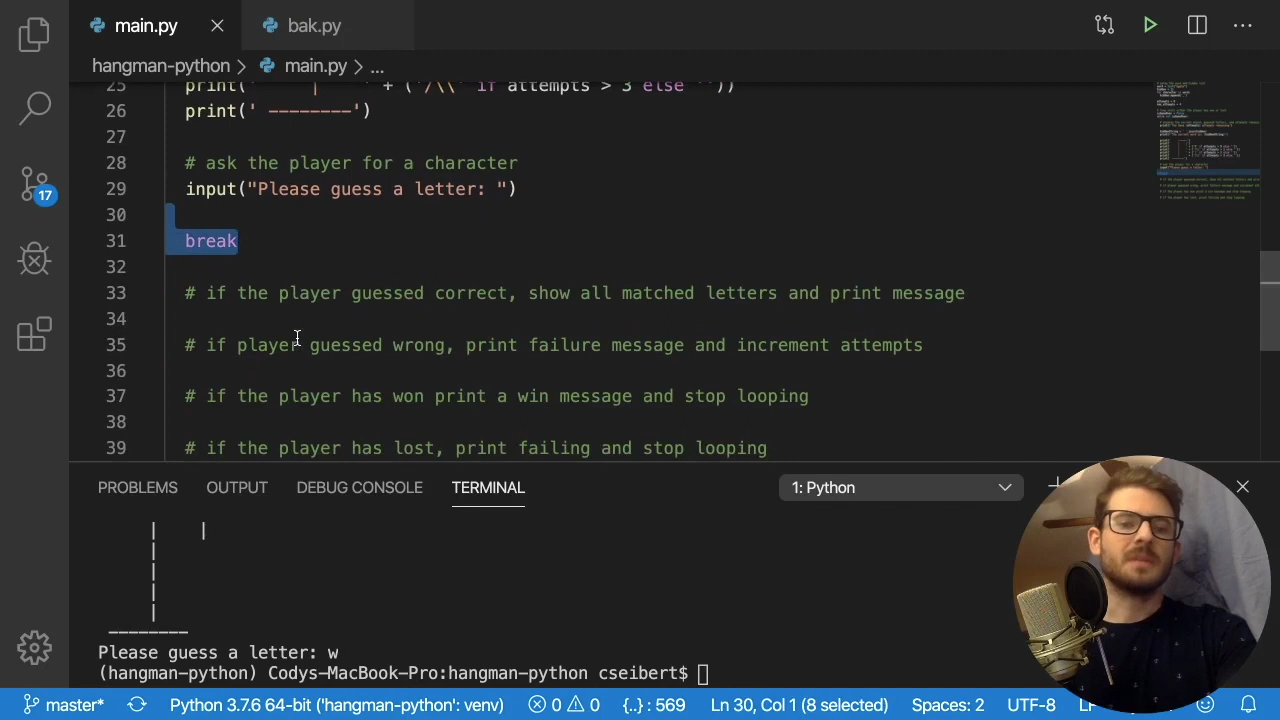 main.py
bak.py
hangman-python > main.py > ...
25 print(' | ' + ('/\\' if attempts > 3 else ''))
26 print(' --------')
27
28 # ask the player for a character
29 input("Please guess a letter: ")
30
31 break
32
33 # if the player guessed correct, show all matched letters and print message
34
35 # if player guessed wrong, print failure message and increment attempts
36
37 # if the player has won print a win message and stop looping
38
39 # if the player has lost, print failing and stop looping
17
PROBLEMS OUTPUT DEBUG CONSOLE TERMINAL 1: Python
| |
|
|
|
|
--------
Please guess a letter: w
(hangman-python) Codys-MacBook-Pro:hangman-python cseibert$
master* Python 3.7.6 64-bit ('hangman-python': venv) 0 0 {..} : 569 Ln 30, Col 1 (8 selected) Spaces: 2 UTF-8